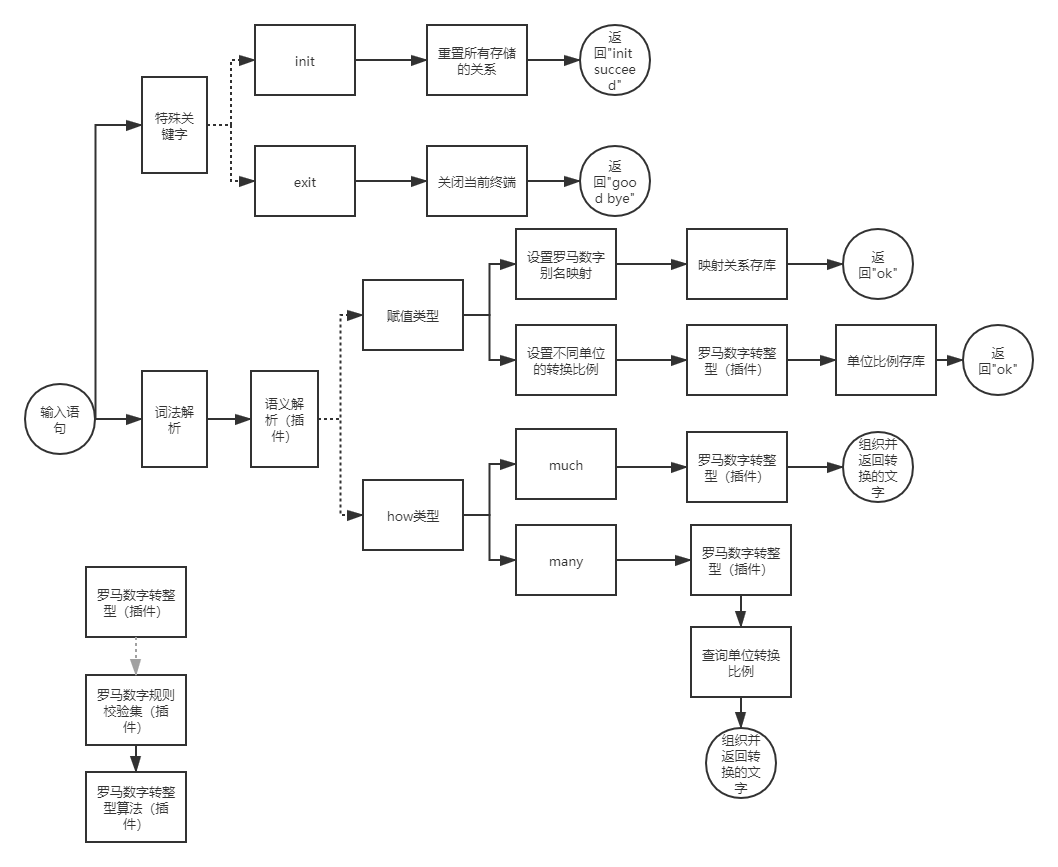 init
重置所有存储
的关系
返
回"init
succee
d"
特殊关
键字
exit
关闭当前终端
返
回"goo
d bye"
设置罗马数字
别名映射
映射关系存库
返
回"ok"
赋值类型
设置不同单位
的转换比例
罗马数字转整
型（插件）
单位比例存库
返
回"ok"
输入语
句
词法解
析
语义解
析（插
件）
much
罗马数字转整
型（插件）
组织并
返回转
换的文
字
how类型
many
罗马数字转整
型（插件）
查询单位转换
比例
组织并
返回转
换的文
字
罗马数字转整
型（插件）
罗马数字规则
校验集（插
件）
罗马数字转整
型算法（插
件）